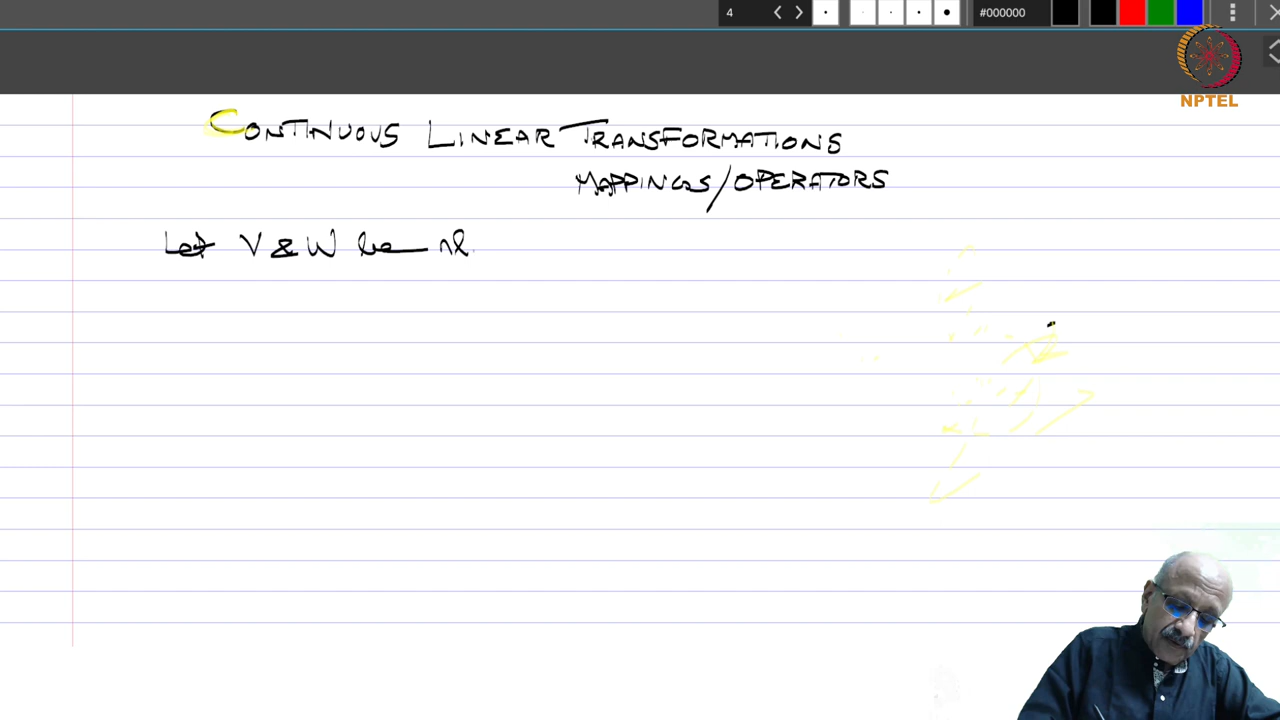 4
#000000
NPTEL
CONTINUOUS LINEAR TRANSFORMATIONS
MAPPINGS/OPERATORS
Let V & W be nl